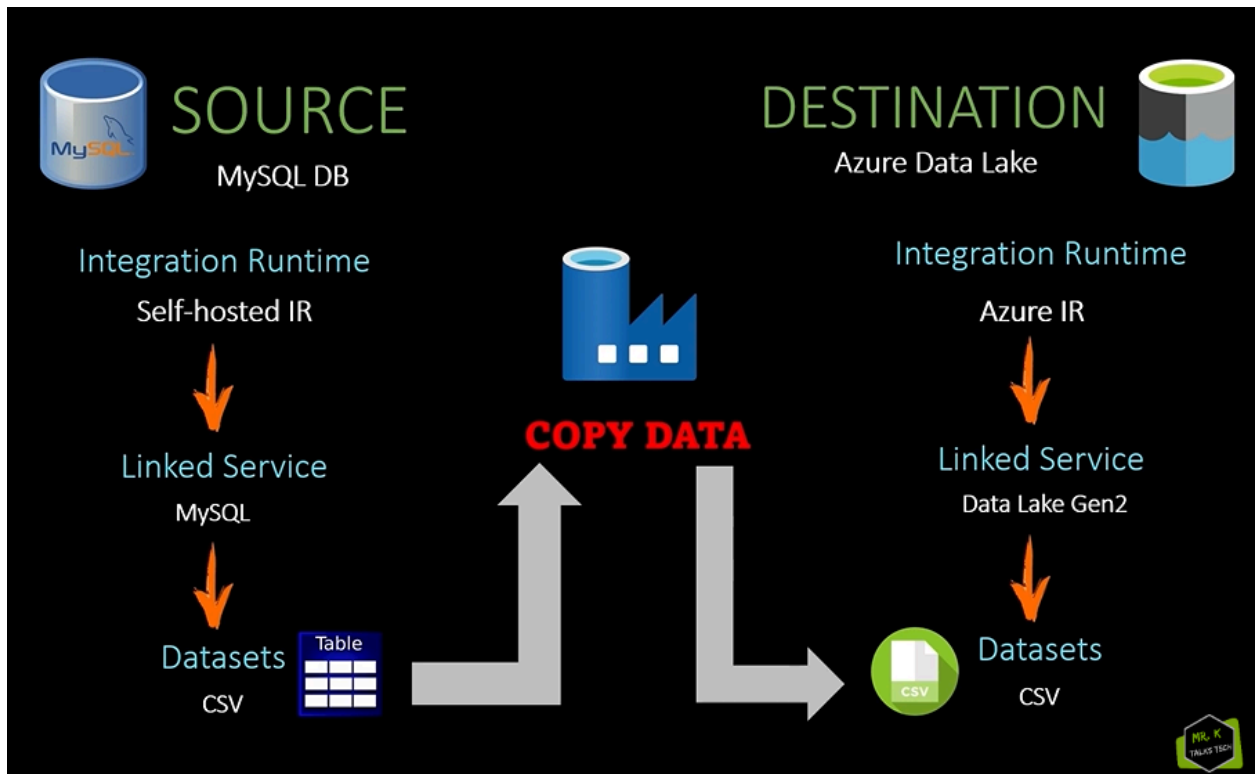 MySQL
SOURCE
MySQL DB
Integration Runtime
Self-hosted IR
Linked Service
MySQL
Datasets
CSV
Table
COPY DATA
DESTINATION
Azure Data Lake
Integration Runtime
Azure IR
Linked Service
Data Lake Gen2
CSV
Datasets
CSV
MR. K
TALKS TECH